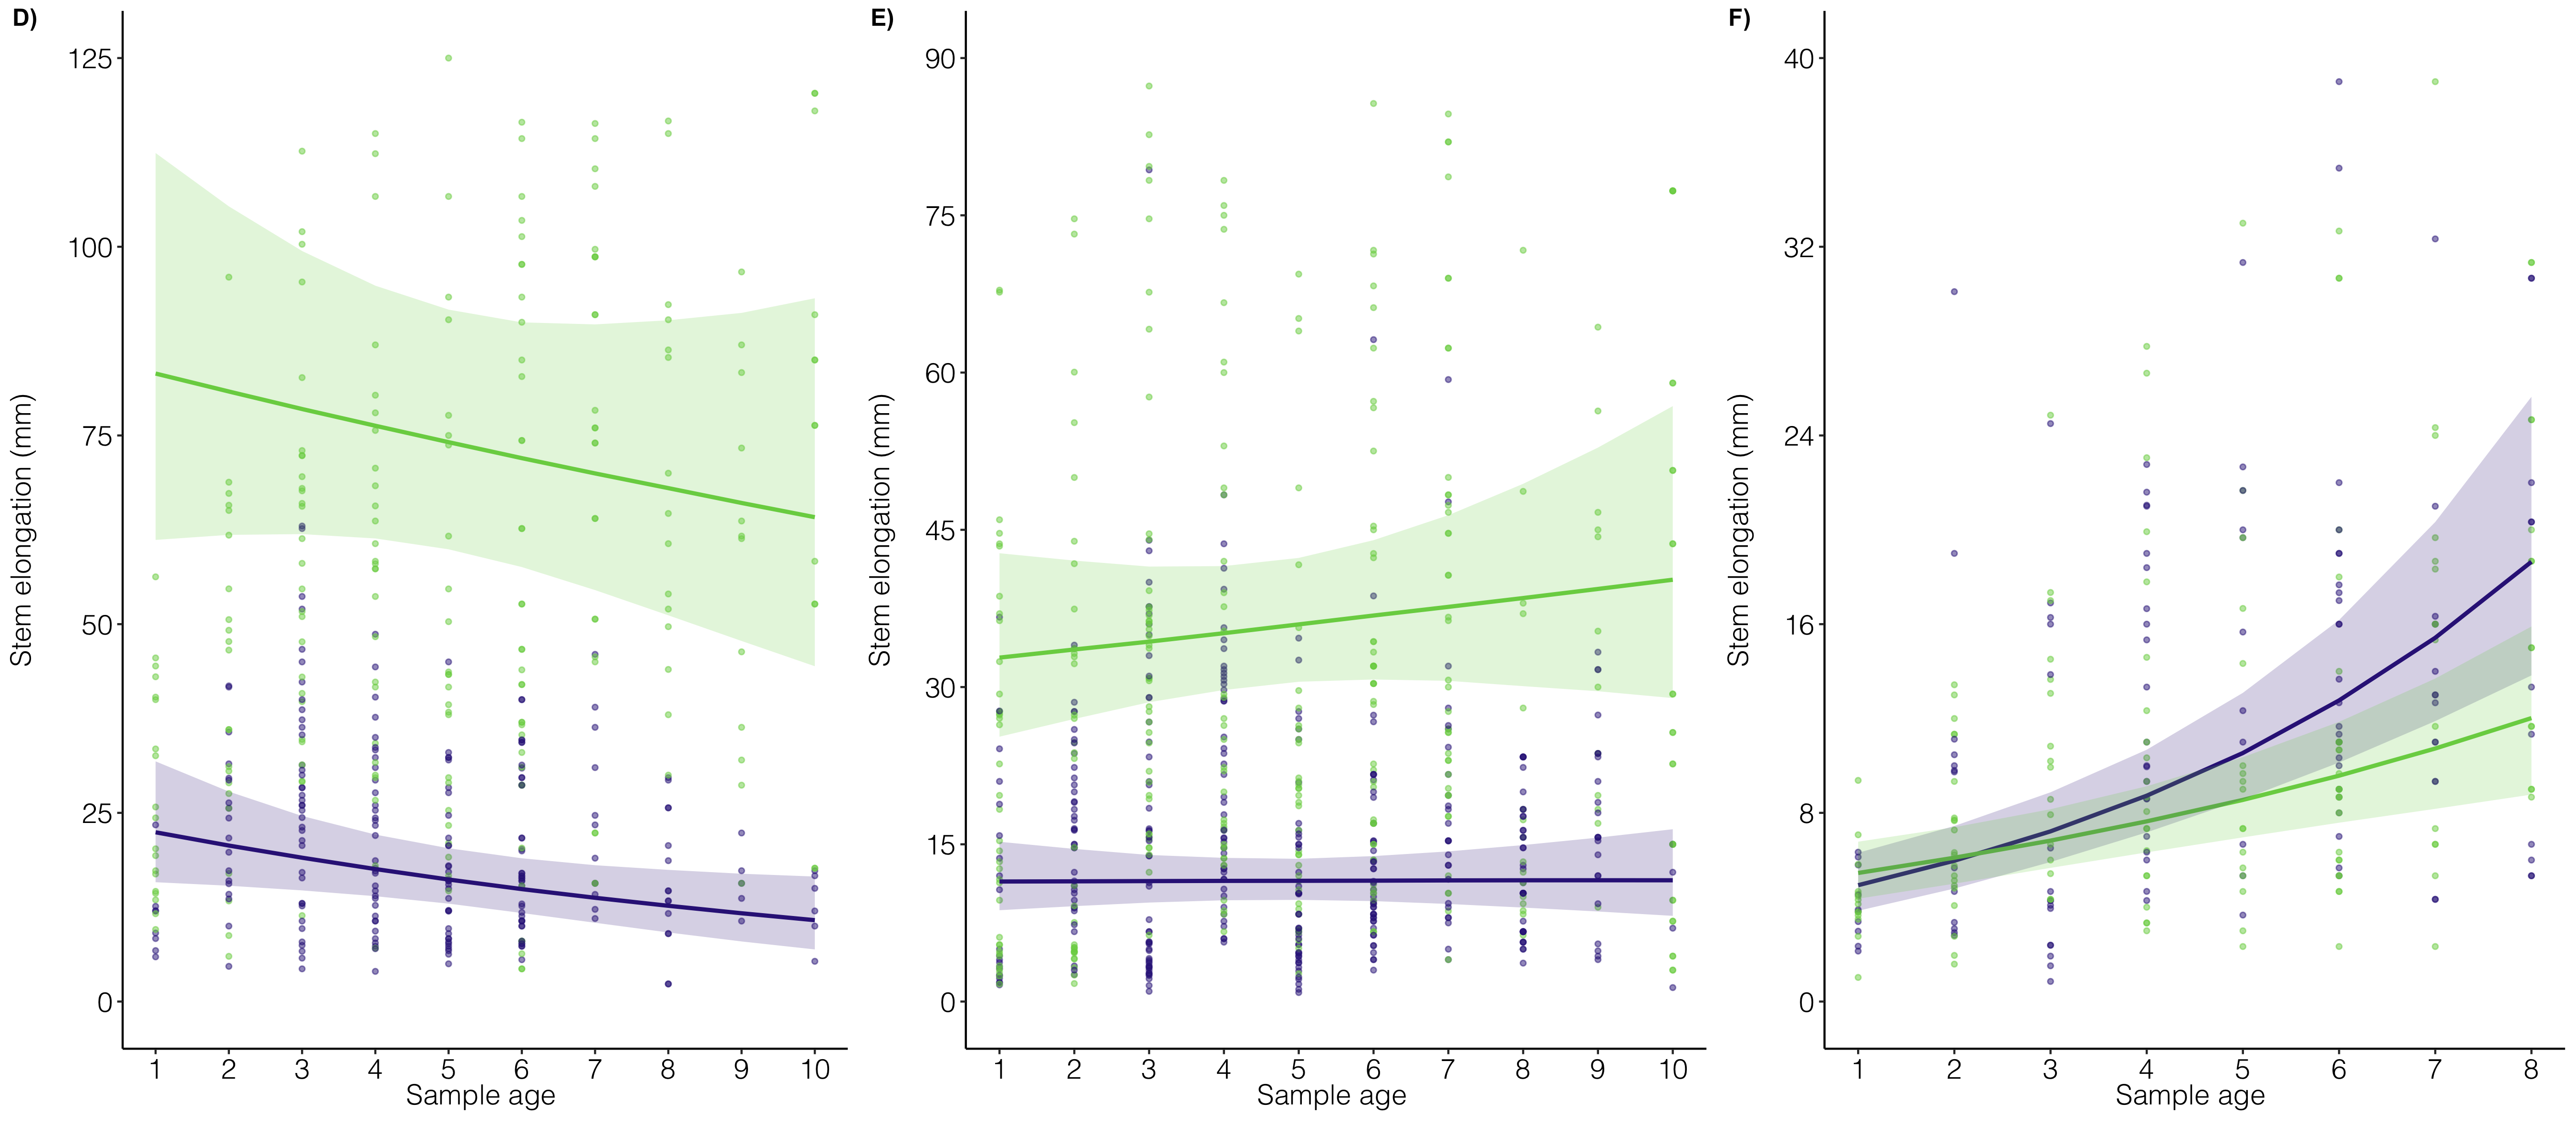 D)
125
100
75
50
25
0
Stem elongation (mm)
1 2 3 4 5 6 7 8 9 10
Sample age
E)
90
75
60
45
30
15
0
Stem elongation (mm)
1 2 3 4 5 6 7 8 9 10
Sample age
F)
40
32
24
16
8
0
Stem elongation (mm)
1 2 3 4 5 6 7 8
Sample age